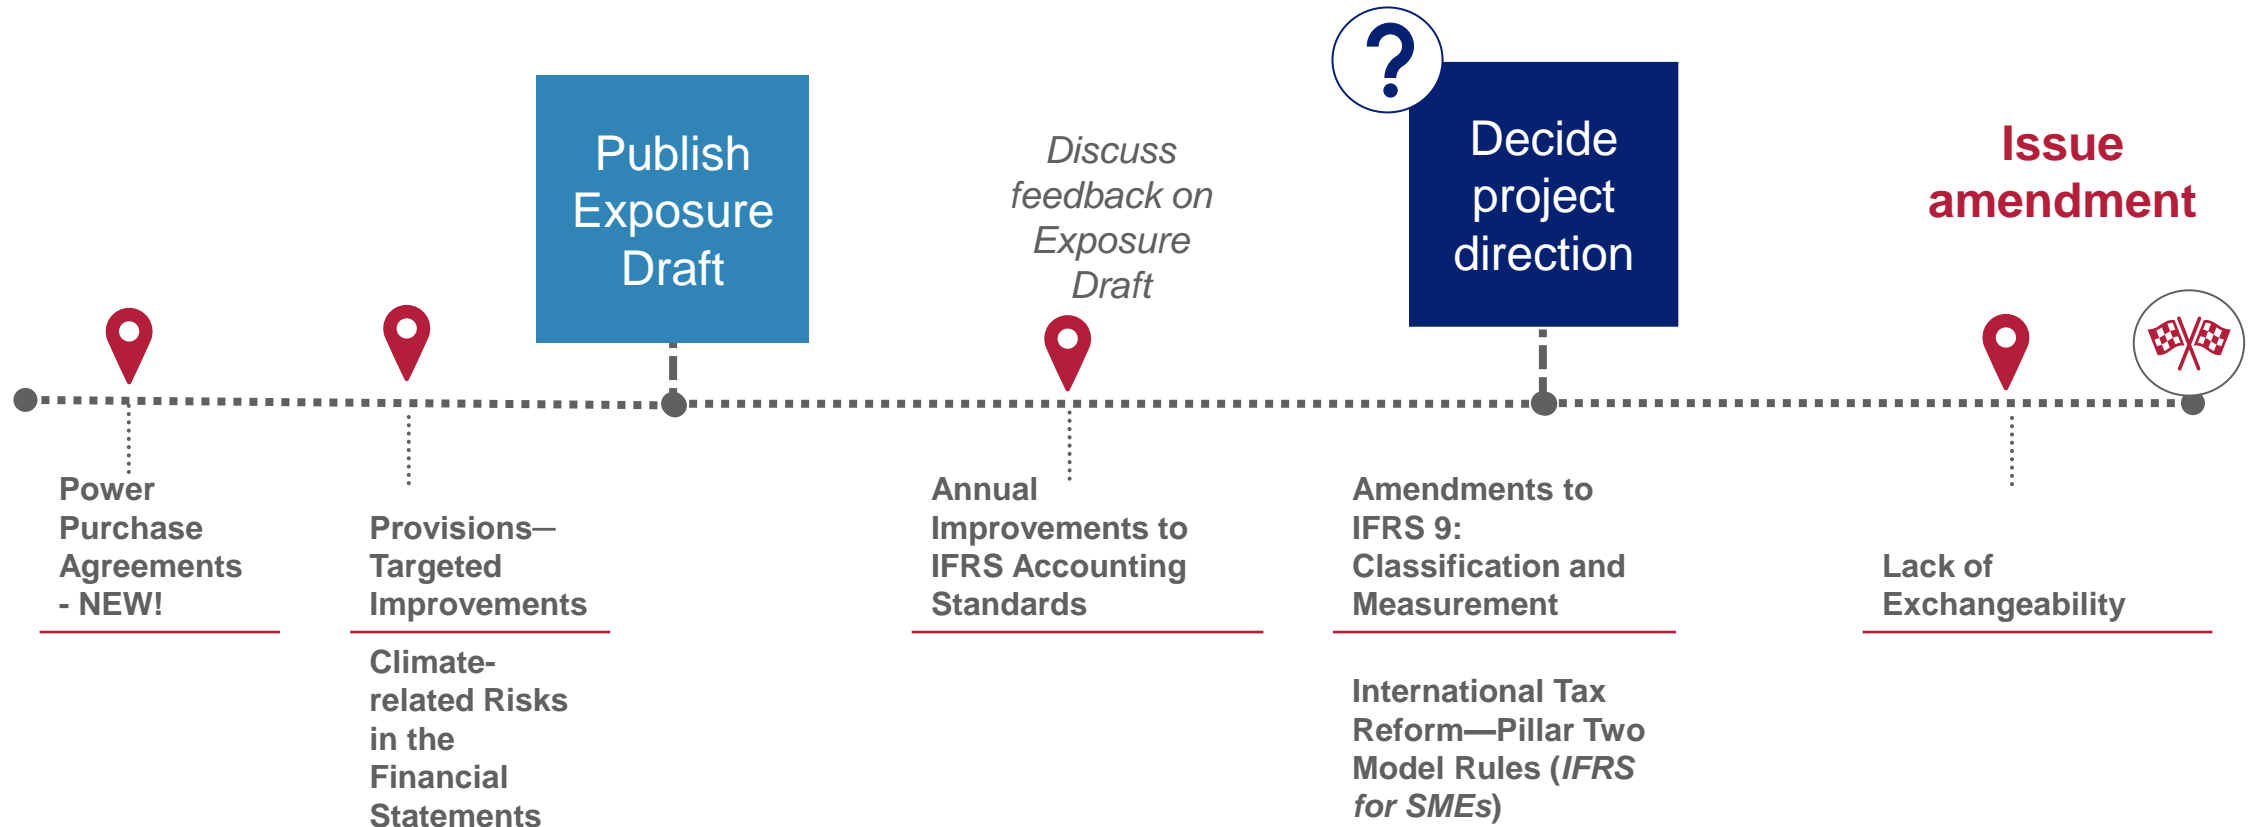 Publish
Exposure
Draft
Discuss
feedback on
Exposure
Draft
?
Decide
project
direction
Issue
amendment
Power
Purchase
Agreements
- NEW!
Provisions—
Targeted
Improvements
Climate-
related Risks
in the
Financial
Statements
Annual
Improvements to
IFRS Accounting
Standards
Amendments to
IFRS 9:
Classification and
Measurement
International Tax
Reform—Pillar Two
Model Rules (IFRS
for SMEs)
Lack of
Exchangeability